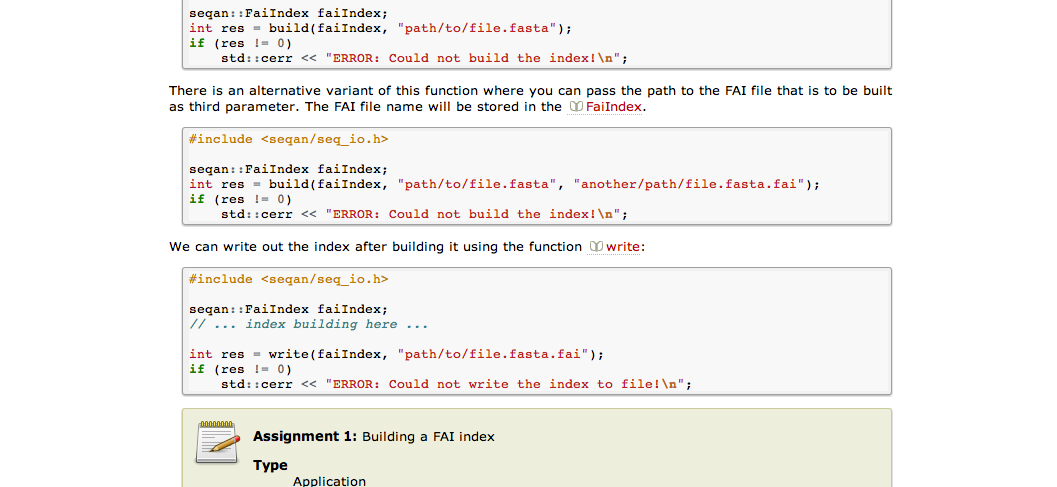 seqan::FaiIndex faiIndex;
int res = build(faiIndex, "path/to/file.fasta");
if (res != 0)
    std::cerr << "ERROR: Could not build the index!\n";
There is an alternative variant of this function where you can pass the path to the FAI file that is to be built
as third parameter. The FAI file name will be stored in the FaiIndex.
#include <seqan/seq_io.h>
seqan::FaiIndex faiIndex;
int res = build(faiIndex, "path/to/file.fasta", "another/path/file.fasta.fai");
if (res != 0)
    std::cerr << "ERROR: Could not build the index!\n";
We can write out the index after building it using the function write:
#include <seqan/seq_io.h>
seqan::FaiIndex faiIndex;
// ... index building here ...
int res = write(faiIndex, "path/to/file.fasta.fai");
if (res != 0)
    std::cerr << "ERROR: Could not write the index to file!\n";
Assignment 1: Building a FAI index
Type
Application